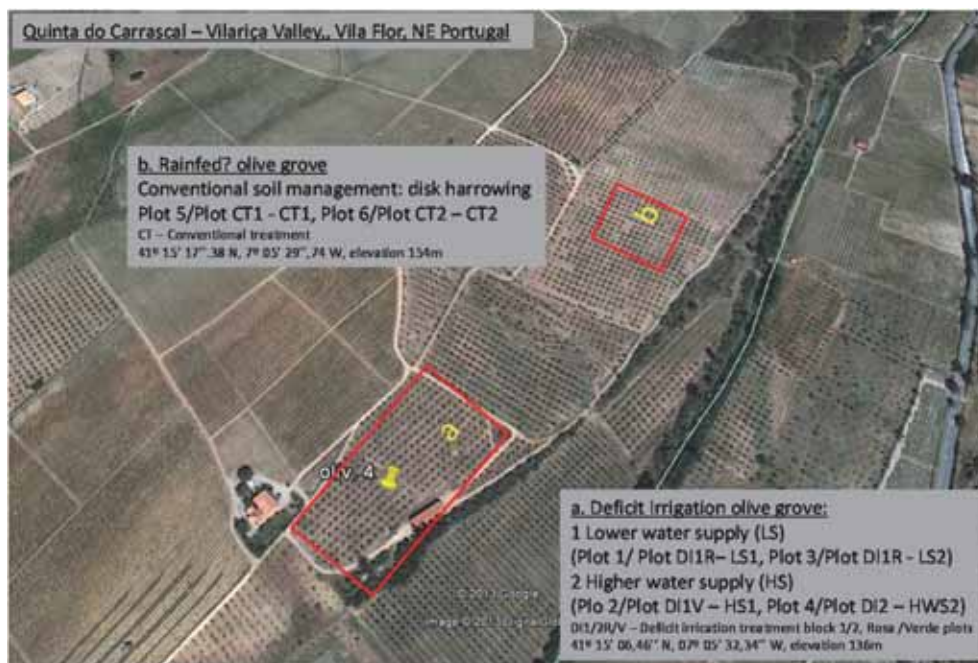 Quinta do Carrascal – Vilariça Valley,, Vila Flor, NE Portugal
b. Rainfed? olive grove
Conventional soil management: disk harrowing
Plot 5/Plot CT1 - CT1, Plot 6/Plot CT2 – CT2
CT – Conventional treatment
41º 15' 17'' 38 N, 7º 05' 29'',74 W, elevation 154m
b
a
oliv_4
a. Deficit Irrigation olive grove:
1 Lower water supply (LS)
(Plot 1/ Plot DI1R– LS1, Plot 3/Plot DI1R - LS2)
2 Higher water supply (HS)
(Plo 2/Plot DI1V – HS1, Plot 4/Plot DI2 – HWS2)
DI1/2R/V – Deficit irrigation treatment block 1/2, Rosa /Verde plots
41º 15' 06,46'' N, 07º 05' 32,34'' W, elevation 136m
© 2013 Google
Image © 2013